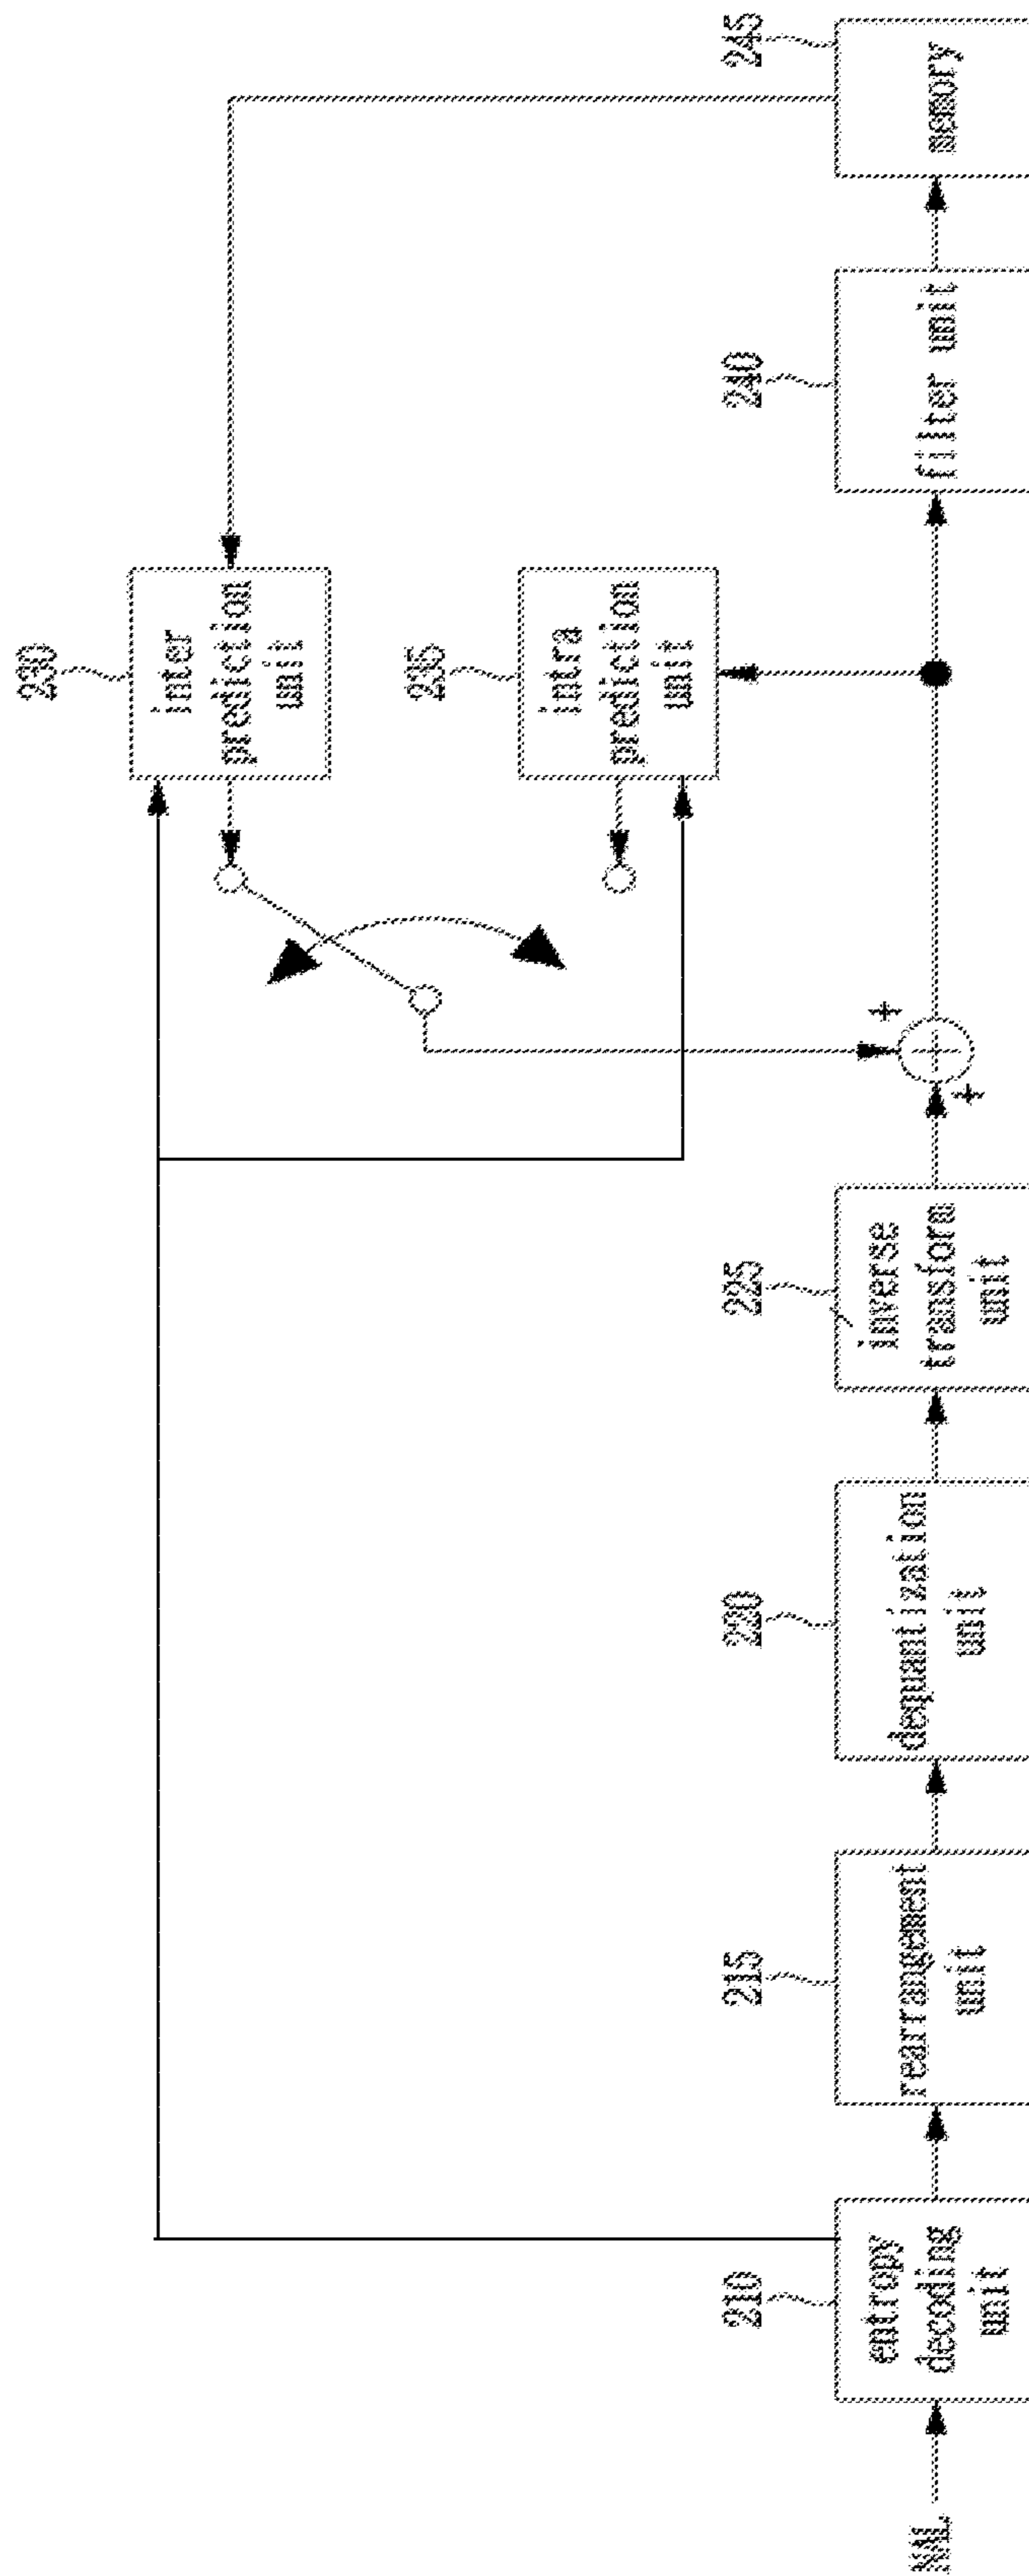 230
inter
prediction
unit
235
intra
prediction
unit
210
215
220
225
240
245
NAL
entropy
decoding
unit
rearrangement
unit
dequantization
unit
inverse
transform
unit
+
+
filter unit
memory